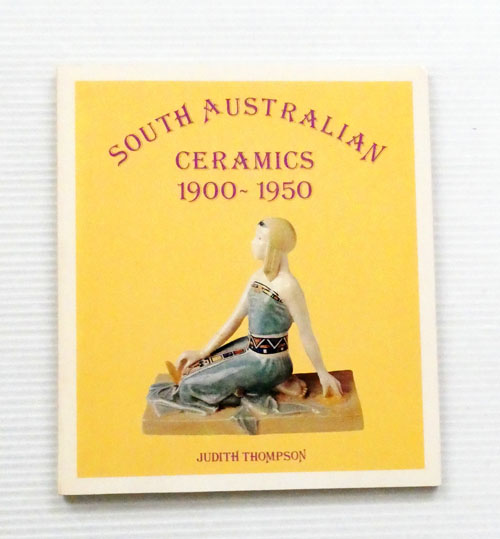 SOUTH AUSTRALIAN
CERAMICS
1900~1950
JUDITH THOMPSON